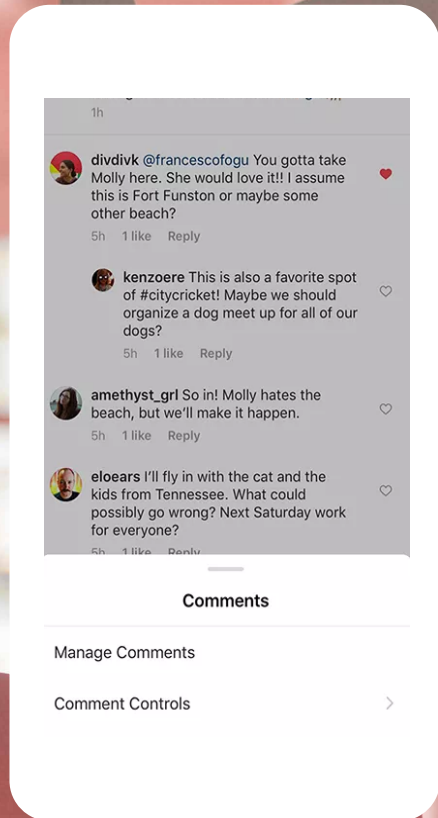 1h
divdivk @francescofogu You gotta take
Molly here. She would love it!! I assume
this is Fort Funston or maybe some
other beach?
5h 1 like Reply
kenzoere This is also a favorite spot
of #citycricket! Maybe we should
organize a dog meet up for all of our
dogs?
5h 1 like Reply
amethyst_grl So in! Molly hates the
beach, but we'll make it happen.
5h 1 like Reply
eloears I'll fly in with the cat and the
kids from Tennessee. What could
possibly go wrong? Next Saturday work
for everyone?
5h 1 like Reply
Comments
Manage Comments
Comment Controls